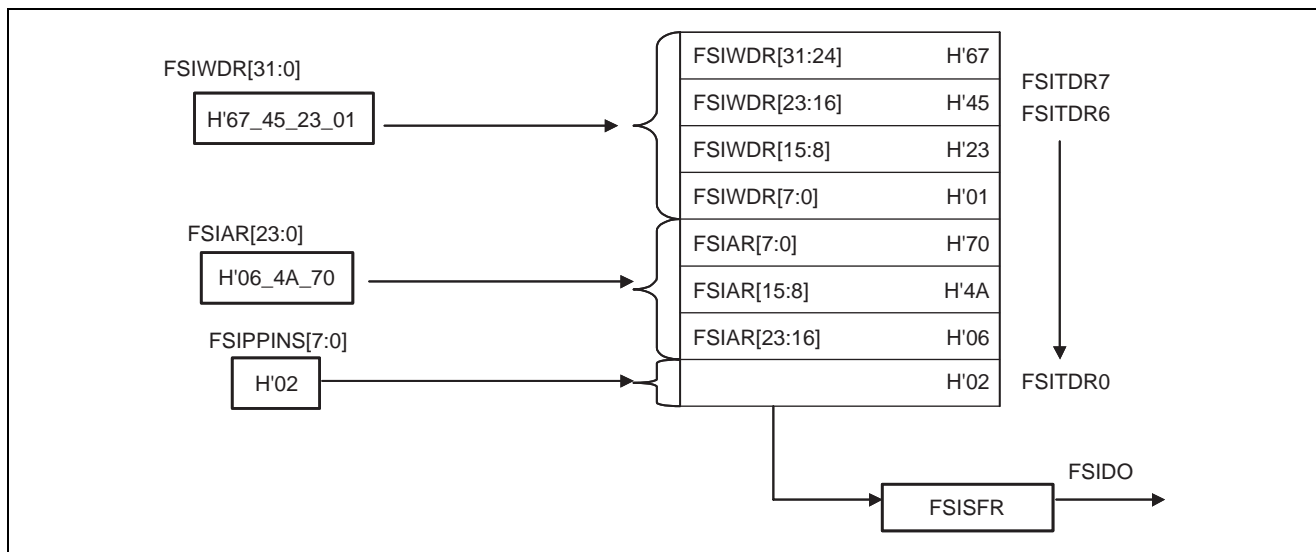 FSIWDR[31:0]
H'67_45_23_01
FSIAR[23:0]
H'06_4A_70
FSIPPINS[7:0]
H'02
FSIWDR[31:24] H'67
FSIWDR[23:16] H'45
FSIWDR[15:8] H'23
FSIWDR[7:0] H'01
FSIAR[7:0] H'70
FSIAR[15:8] H'4A
FSIAR[23:16] H'06
H'02
FSITDR7
FSITDR6
FSITDR0
FSISFR
FSIDO